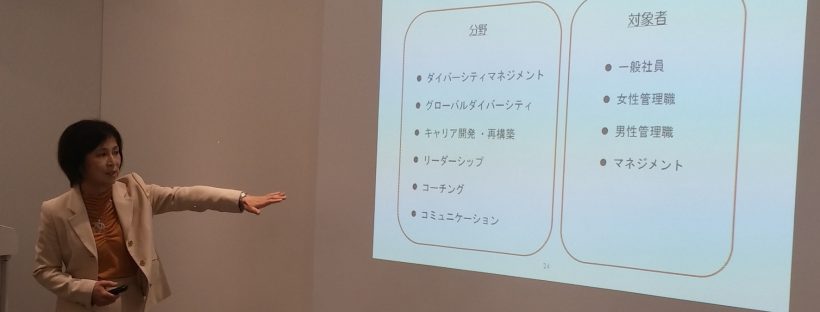 分野
● ダイバーシティマネジメント
● グローバルダイバーシティ
● キャリア開発・再構築
● リーダーシップ
● コーチング
● コミュニケーション
対象者
● 一般社員
● 女性管理職
● 男性管理職
● マネジメント
24